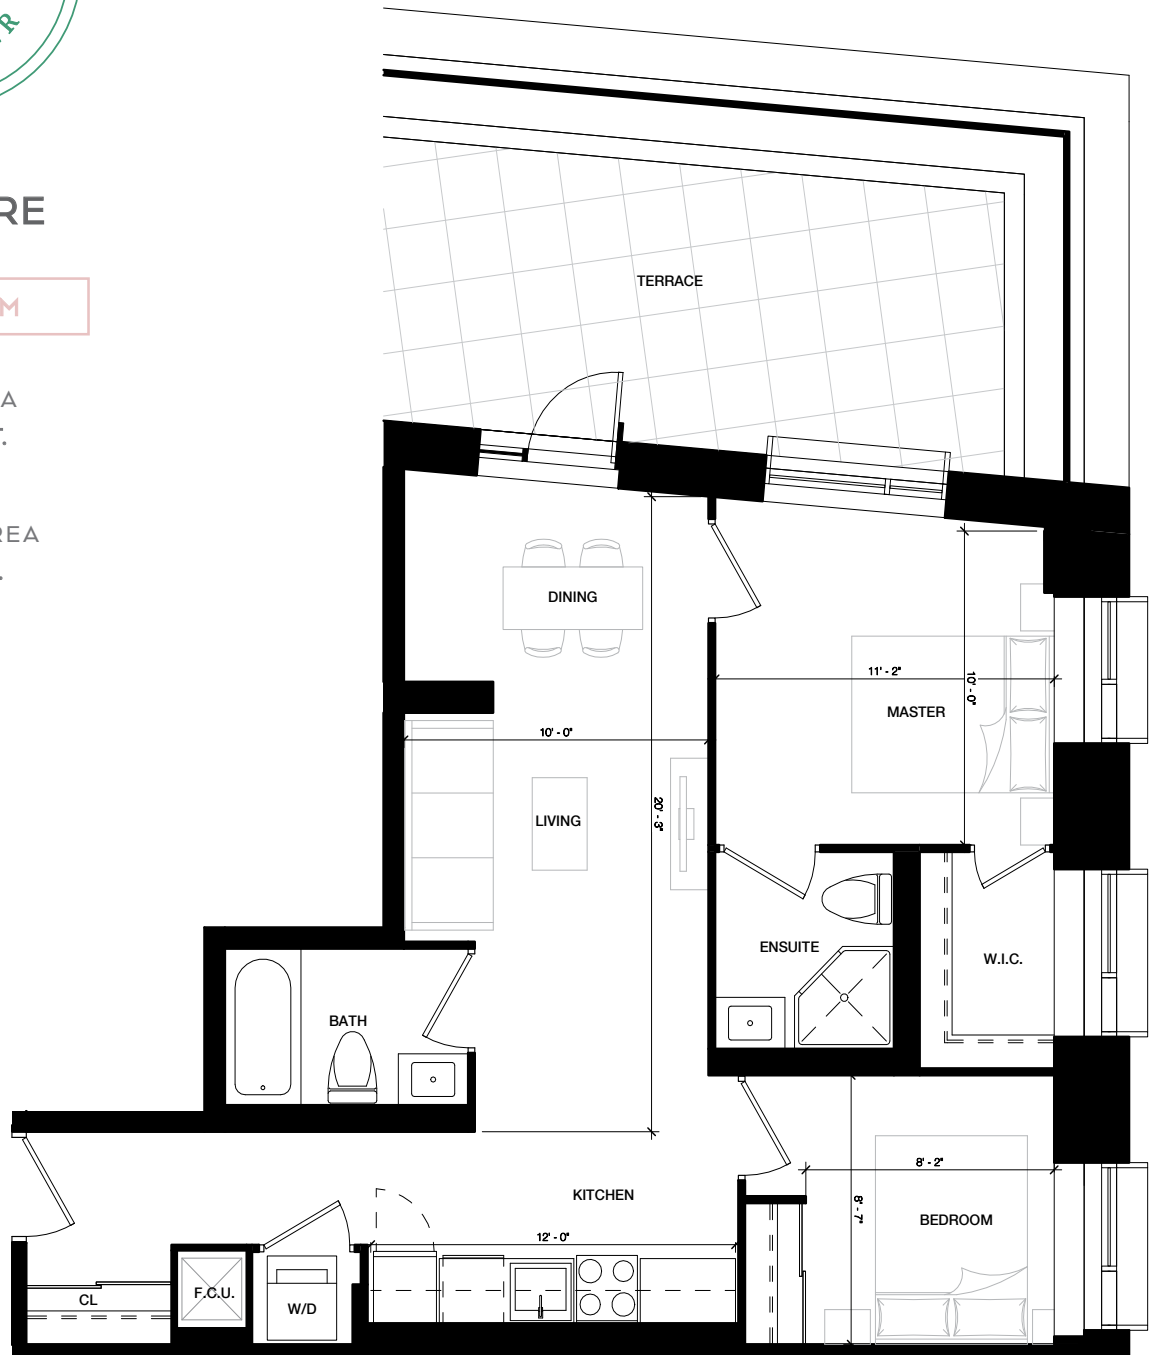 R
RE
M
A
T.
REA
.
TERRACE
DINING
11' - 2"
10' - 0"
MASTER
10' - 0"
20' - 3"
LIVING
ENSUITE
W.I.C.
BATH
8' - 2"
8' - 7"
KITCHEN
BEDROOM
12' - 0"
CL
F.C.U.
W/D